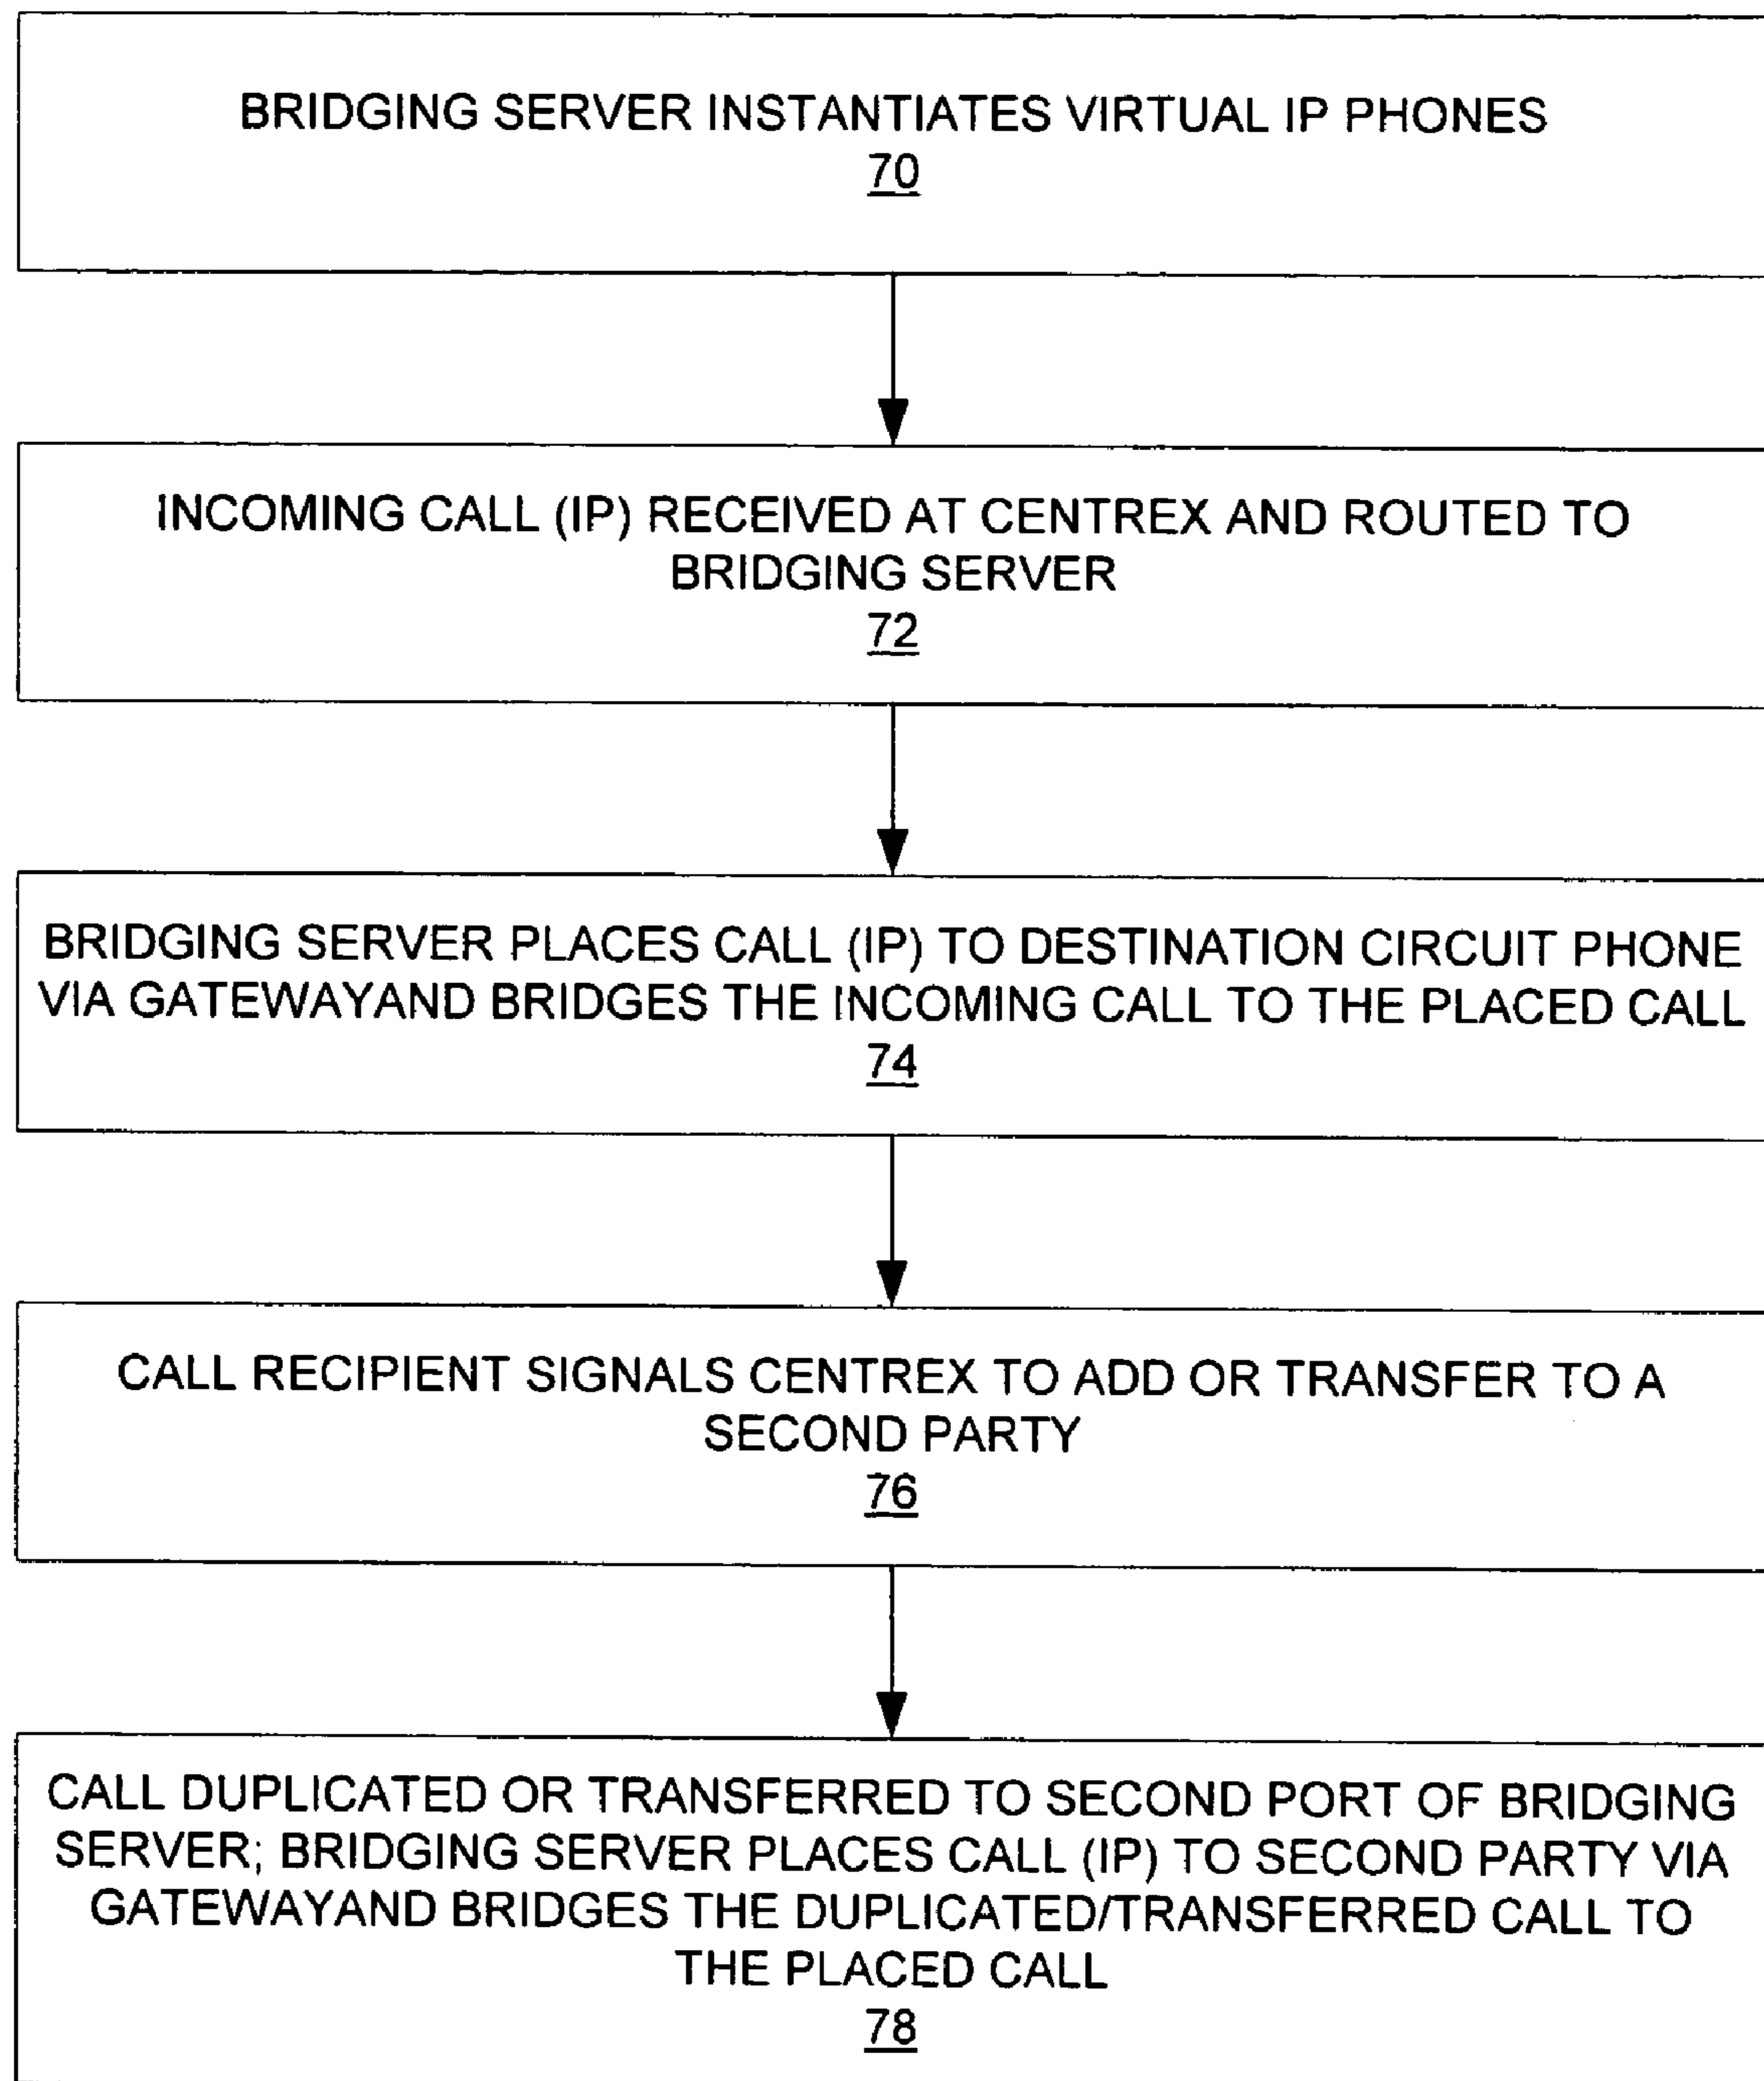 BRIDGING SERVER INSTANTIATES VIRTUAL IP PHONES
70
INCOMING CALL (IP) RECEIVED AT CENTREX AND ROUTED TO
BRIDGING SERVER
72
BRIDGING SERVER PLACES CALL (IP) TO DESTINATION CIRCUIT PHONE
VIA GATEWAYAND BRIDGES THE INCOMING CALL TO THE PLACED CALL
74
CALL RECIPIENT SIGNALS CENTREX TO ADD OR TRANSFER TO A
SECOND PARTY
76
CALL DUPLICATED OR TRANSFERRED TO SECOND PORT OF BRIDGING
SERVER; BRIDGING SERVER PLACES CALL (IP) TO SECOND PARTY VIA
GATEWAYAND BRIDGES THE DUPLICATED/TRANSFERRED CALL TO
THE PLACED CALL
78